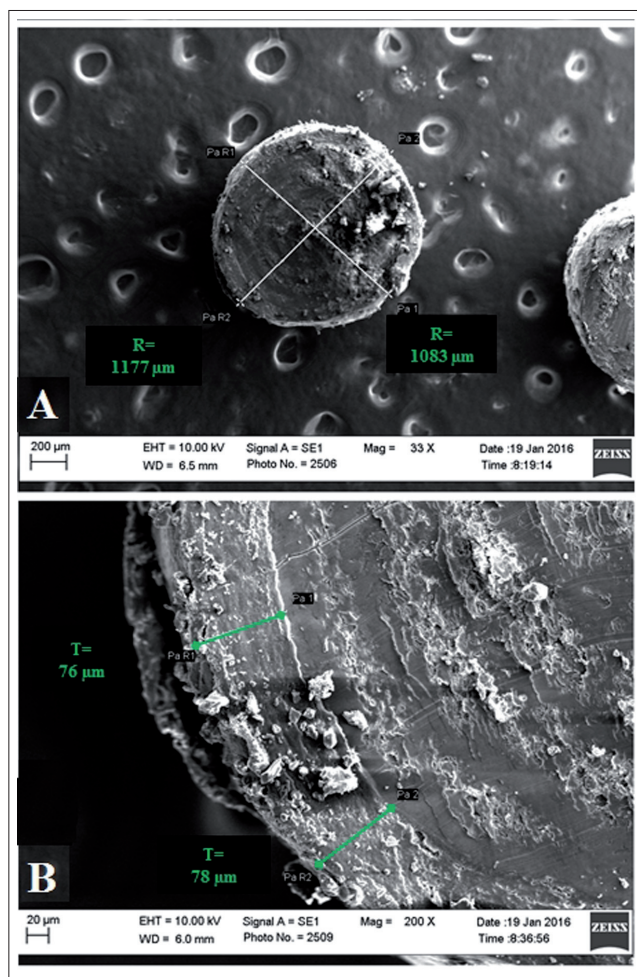 Pa R1
Pa 2
Pa R2
Pa 1
R=
1177 µm
R=
1083 µm
A
200 µm
EHT = 10.00 kV
Signal A = SE1
Mag = 33 X
Date :19 Jan 2016
WD = 6.5 mm
Photo No. = 2506
Time :8:19:14
ZEISS
Pa 1
T=
76 µm
Pa R1
Pa 2
T=
78 µm
Pa R2
B
20 µm
EHT = 10.00 kV
Signal A = SE1
Mag = 200 X
Date :19 Jan 2016
WD = 6.0 mm
Photo No. = 2509
Time :8:36:56
ZEISS